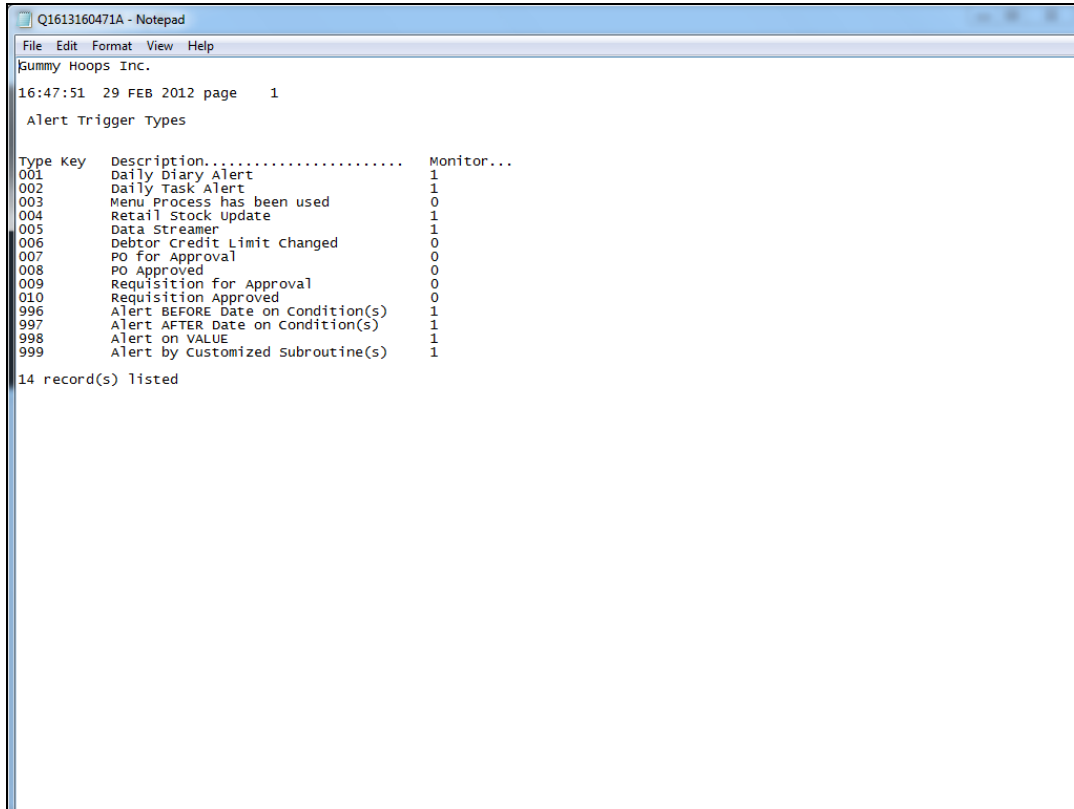 Q1613160471A - Notepad
File Edit Format View Help
Gummy Hoops Inc.
16:47:51 29 FEB 2012 page 1
Alert Trigger Types
Type Key Description........................ Monitor...
001 Daily Diary Alert 1
002 Daily Task Alert 1
003 Menu Process has been used 0
004 Retail Stock Update 1
005 Data Streamer 1
006 Debtor Credit Limit Changed 0
007 PO for Approval 0
008 PO Approved 0
009 Requisition for Approval 0
010 Requisition Approved 0
996 Alert BEFORE Date on Condition(s) 1
997 Alert AFTER Date on Condition(s) 1
998 Alert on VALUE 1
999 Alert by Customized Subroutine(s) 1
14 record(s) listed